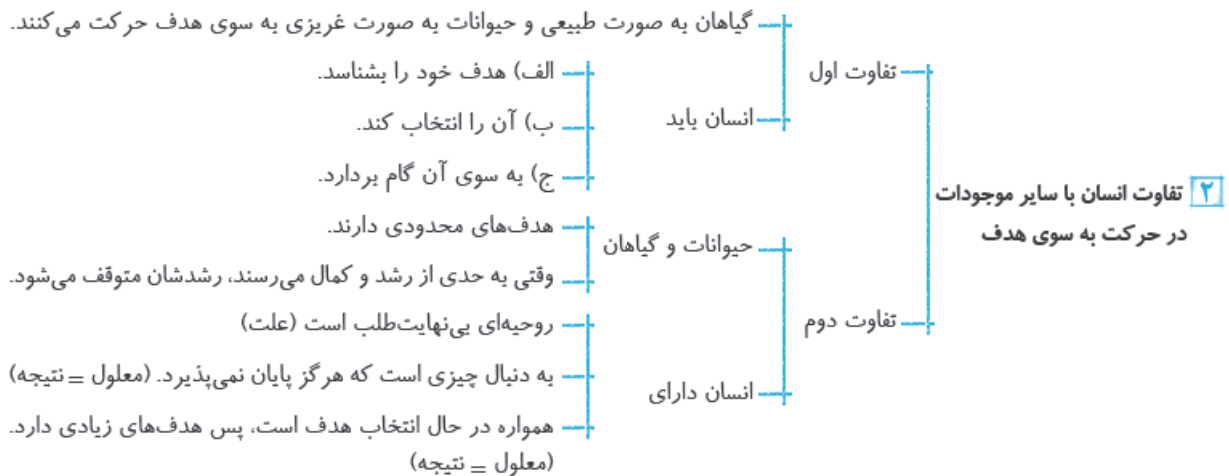 ۲ تفاوت انسان با سایر موجودات
در حرکت به سوی هدف
تفاوت اول
گیاهان به صورت طبیعی و حیوانات به صورت غریزی به سوی هدف حرکت می‌کنند.
انسان باید
الف) هدف خود را بشناسد.
ب) آن را انتخاب کند.
ج) به سوی آن گام بردارد.
تفاوت دوم
حیوانات و گیاهان
هدف‌های محدودی دارند.
وقتی به حدی از رشد و کمال می‌رسند، رشدشان متوقف می‌شود.
انسان دارای
روحیه‌ای بی‌نهایت‌طلب است (علت)
به دنبال چیزی است که هرگز پایان نمی‌پذیرد. (معلول = نتیجه)
همواره در حال انتخاب هدف است، پس هدف‌های زیادی دارد.
(معلول = نتیجه)